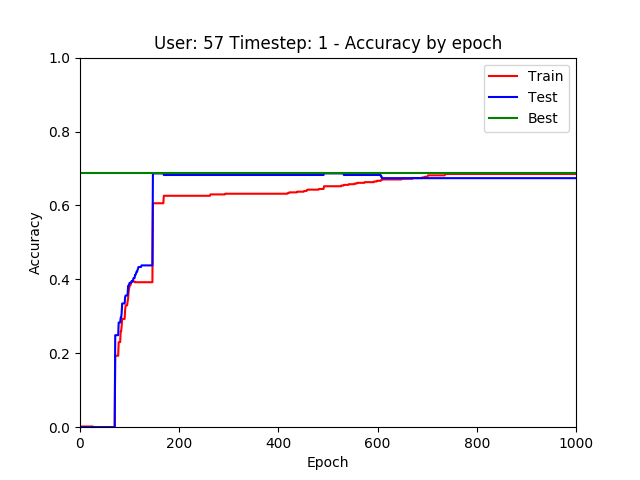 User: 57 Timestep: 1 - Accuracy by epoch
1.0
0.8
0.6
0.4
0.2
0.0
Accuracy
0 200 400 600 800 1000
Epoch
Train
Test
Best